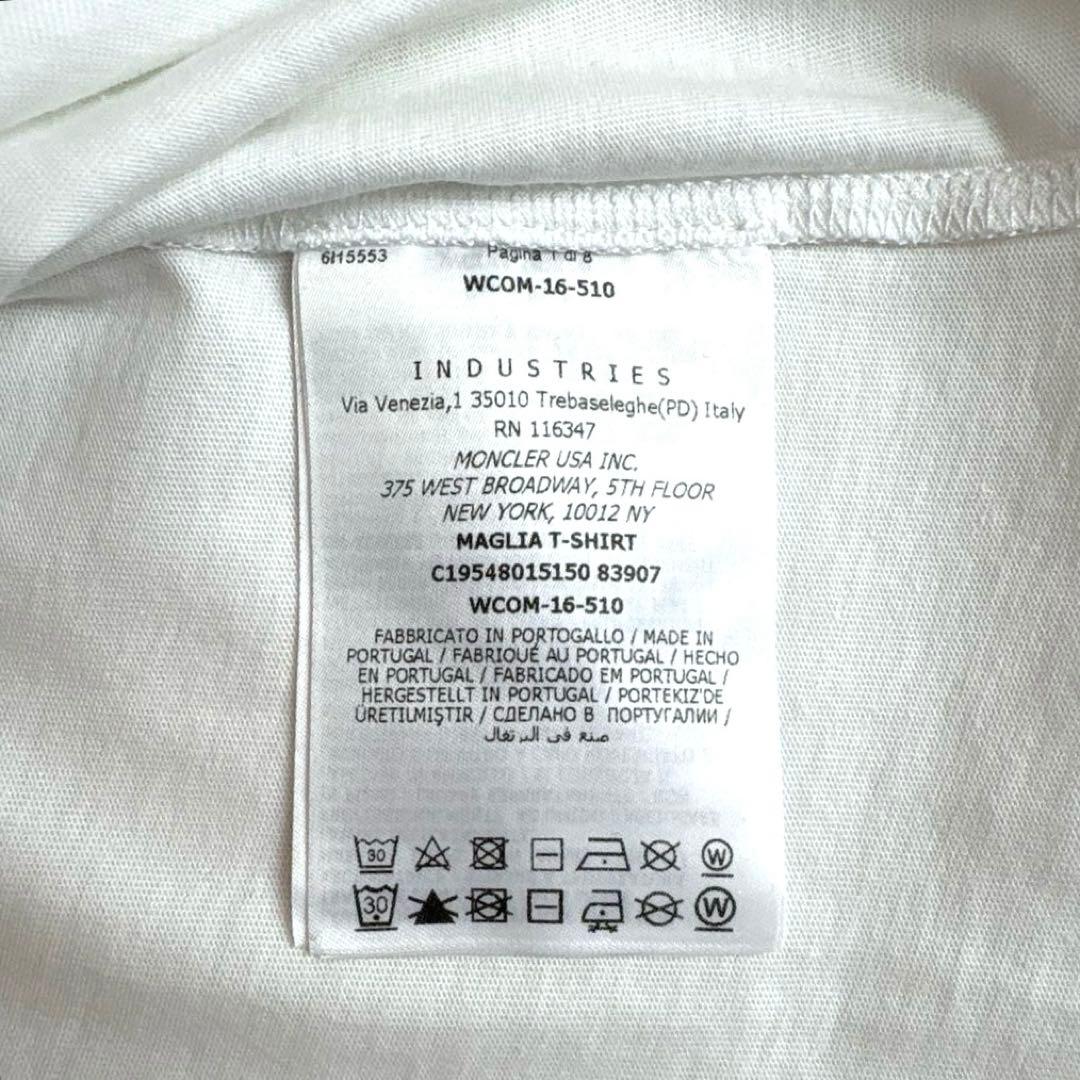 6H5553 Pagina 1 di 8
WCOM-16-510
INDUSTRIES
Via Venezia,1 35010 Trebaseleghe(PD) Italy
RN 116347
MONCLER USA INC.
375 WEST BROADWAY, 5TH FLOOR
NEW YORK, 10012 NY
MAGLIA T-SHIRT
C19548015150 83907
WCOM-16-510
FABBRICATO IN PORTOGALLO / MADE IN
PORTUGAL / FABRIQUÉ AU PORTUGAL / HECHO
EN PORTUGAL / FABRICADO EM PORTUGAL /
HERGESTELLT IN PORTUGAL / PORTEKIZ'DE
ÜRETILMIŞTIR / СДЕЛАНО В ПОРТУГАЛИИ /
صنع في البرتغال
30 W
30 W